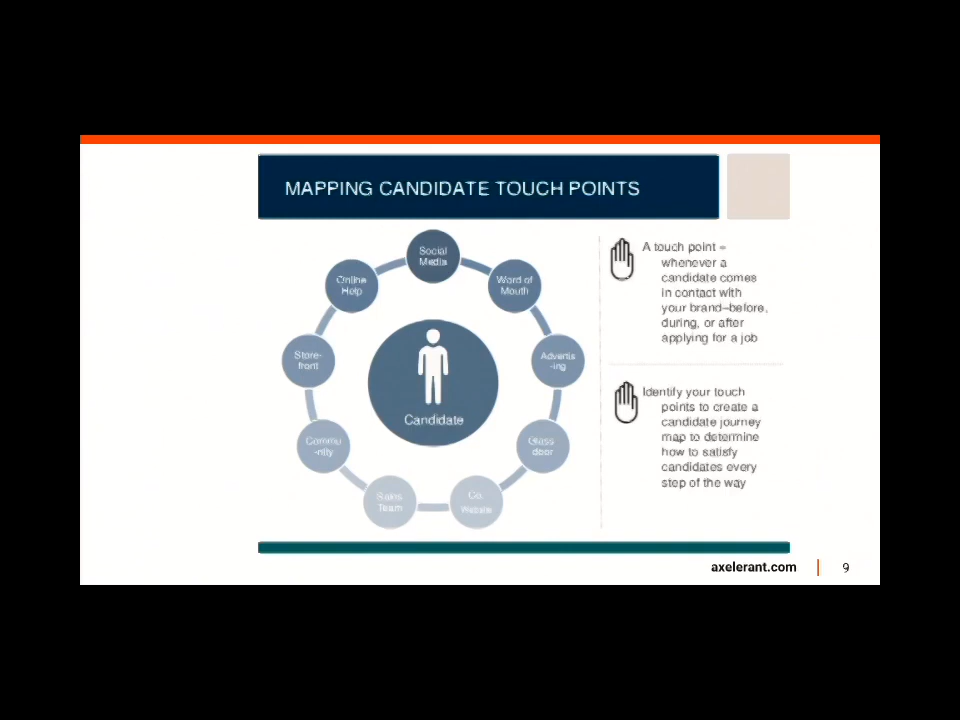 MAPPING CANDIDATE TOUCH POINTS
Social
Media
Word of
Mouth
Advertis
-ing
Glass
door
Co.
Website
Sales
Team
Commu
-nity
Store-
front
Online
Help
Candidate
A touch point =
whenever a
candidate comes
in contact with
your brand–before,
during, or after
applying for a job
Identify your touch
points to create a
candidate journey
map to determine
how to satisfy
candidates every
step of the way
axelerant.com
9